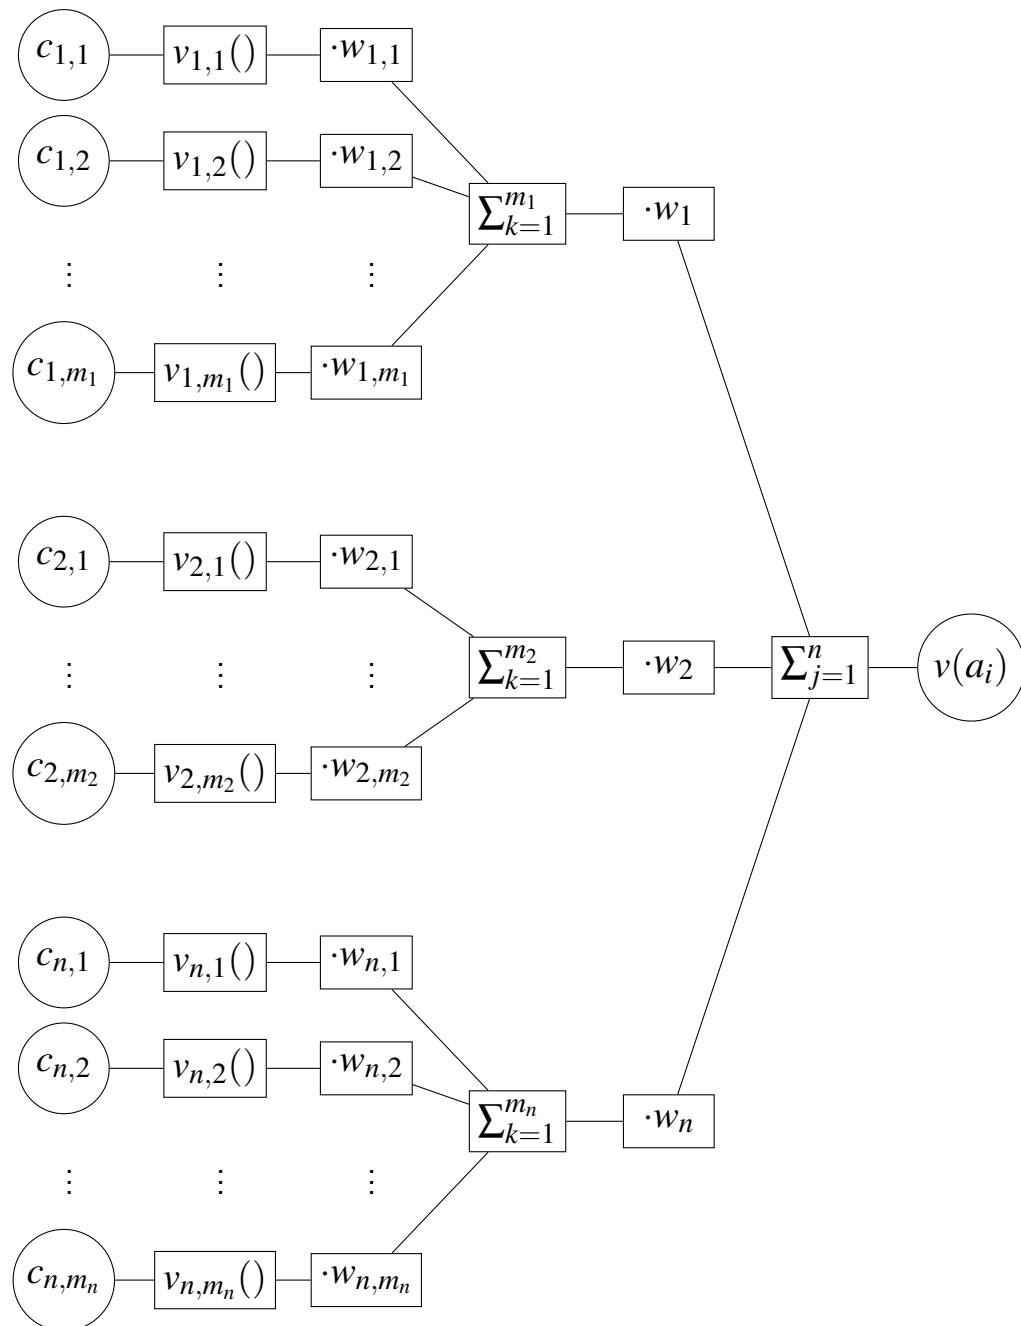 c_{1,1} v_{1,1}() ·w_{1,1}
c_{1,2} v_{1,2}() ·w_{1,2}
∑_{k=1}^{m_1} ·w_1
⋮ ⋮ ⋮
c_{1,m_1} v_{1,m_1}() ·w_{1,m_1}
c_{2,1} v_{2,1}() ·w_{2,1}
⋮ ⋮ ⋮ ∑_{k=1}^{m_2} ·w_2 ∑_{j=1}^{n} v(a_i)
c_{2,m_2} v_{2,m_2}() ·w_{2,m_2}
c_{n,1} v_{n,1}() ·w_{n,1}
c_{n,2} v_{n,2}() ·w_{n,2}
∑_{k=1}^{m_n} ·w_n
⋮ ⋮ ⋮
c_{n,m_n} v_{n,m_n}() ·w_{n,m_n}